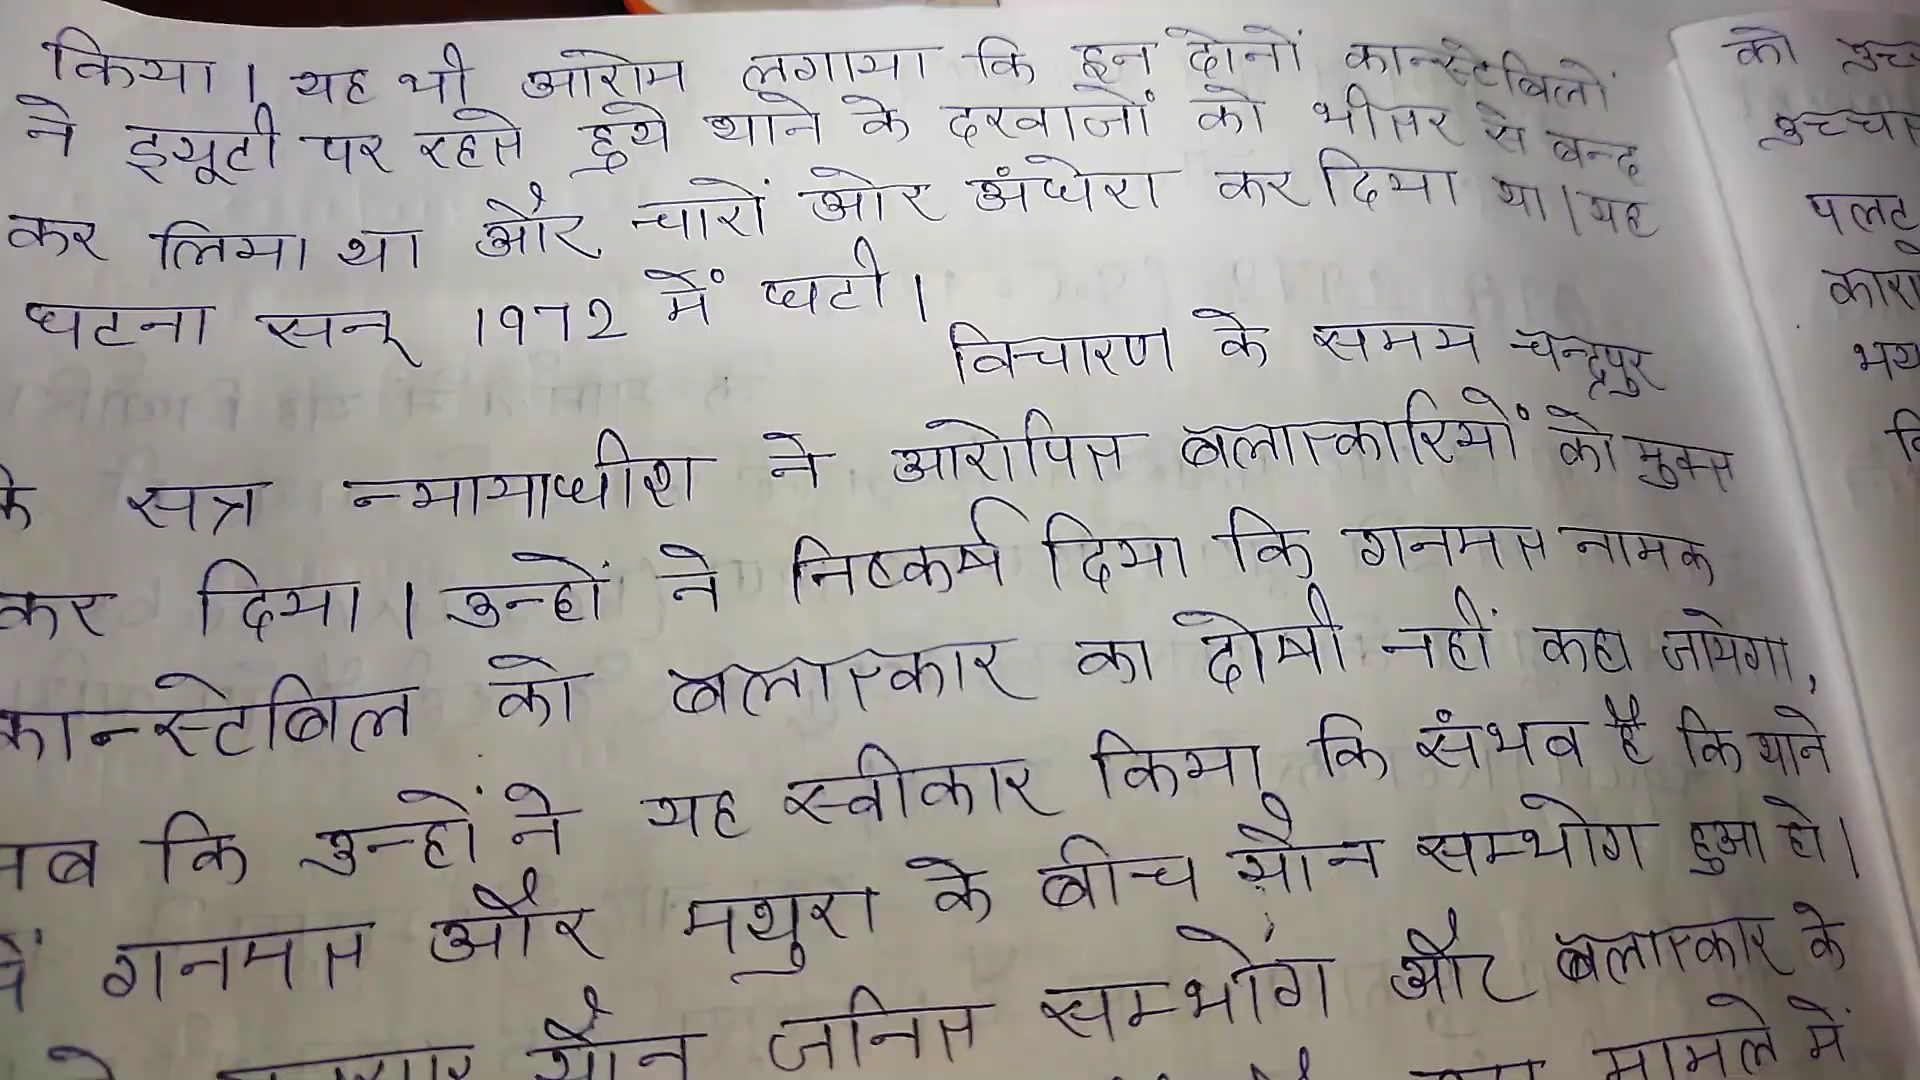 किया। यह भी आरोप लगाया कि इन दोनों कान्स्टेबिलों
ने ड्यूटी पर रहते हुये थाने के दरवाजों को भीतर से बन्द
कर लिया था और चारों ओर अंधेरा कर दिया था। यह
घटना सन् 1972 में घटी।
विचारण के समय चन्द्रपुर
के सत्र न्यायाधीश ने आरोपित बलात्कारियों को मुक्त
कर दिया। उन्हों ने निष्कर्ष दिया कि गनपत नामक
कान्स्टेबिल को बलात्कार का दोषी नहीं कहा जायेगा,
जब कि उन्होंने यह स्वीकार किया कि संभव है कि थाने
में गनपत और मथुरा के बीच यौन सम्भोग हुआ हो।
यौन जनित सम्भोग और बलात्कार के
मामले में
को
पलट